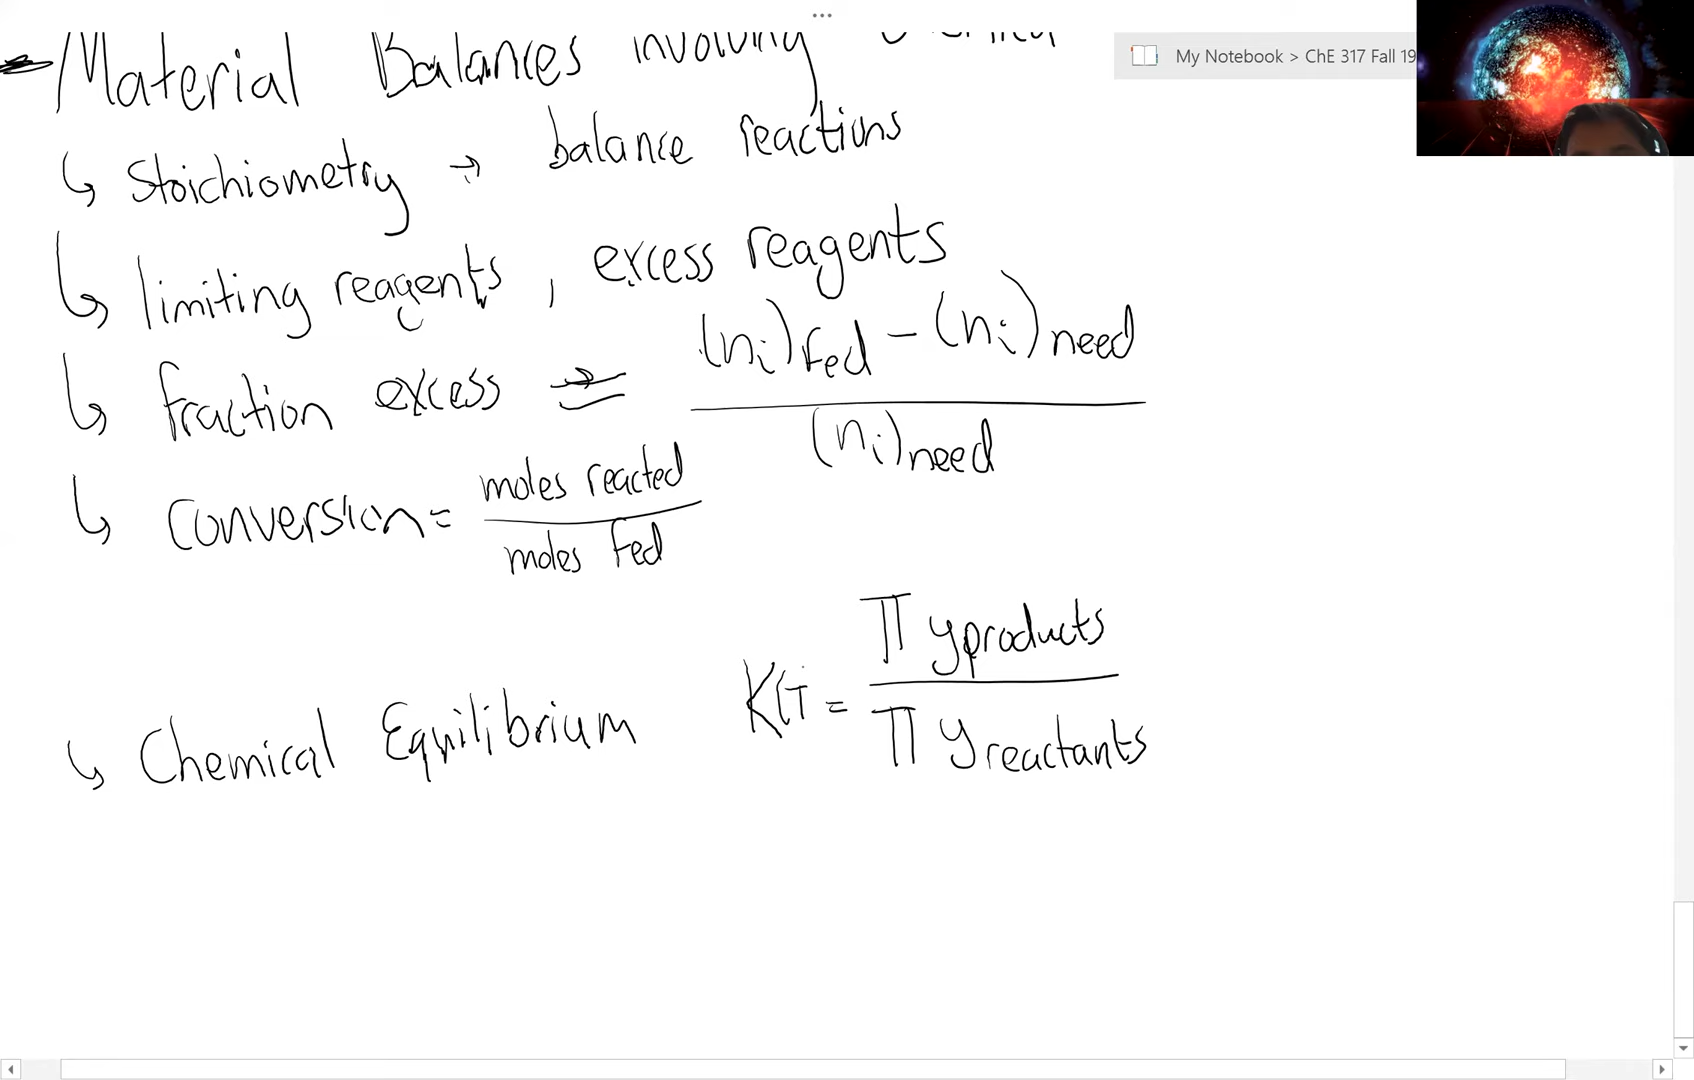 My Notebook > ChE 317 Fall 19
Material Balances involving
↳ Stoichiometry → balance reactions
↳ limiting reagents, excess reagents
↳ fraction excess = (nᵢ)Fed - (nᵢ)need
(nᵢ)need
↳ Conversion = moles reacted
moles Fed
↳ Chemical Equilibrium K(T = Π yproducts
Π yreactants